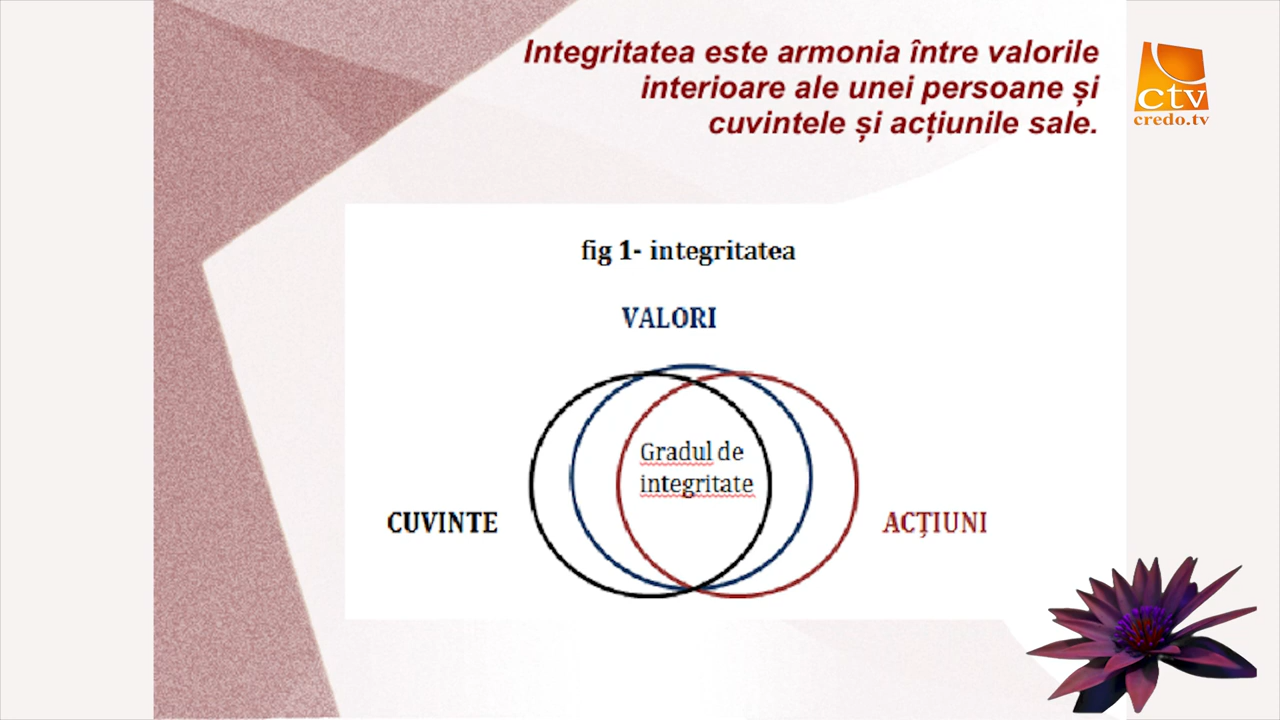 Integritatea este armonia între valorile
interioare ale unei persoane și
cuvintele și acțiunile sale.
ctv
credo.tv
fig 1- integritatea
VALORI
Gradul de
integritate
CUVINTE
ACȚIUNI